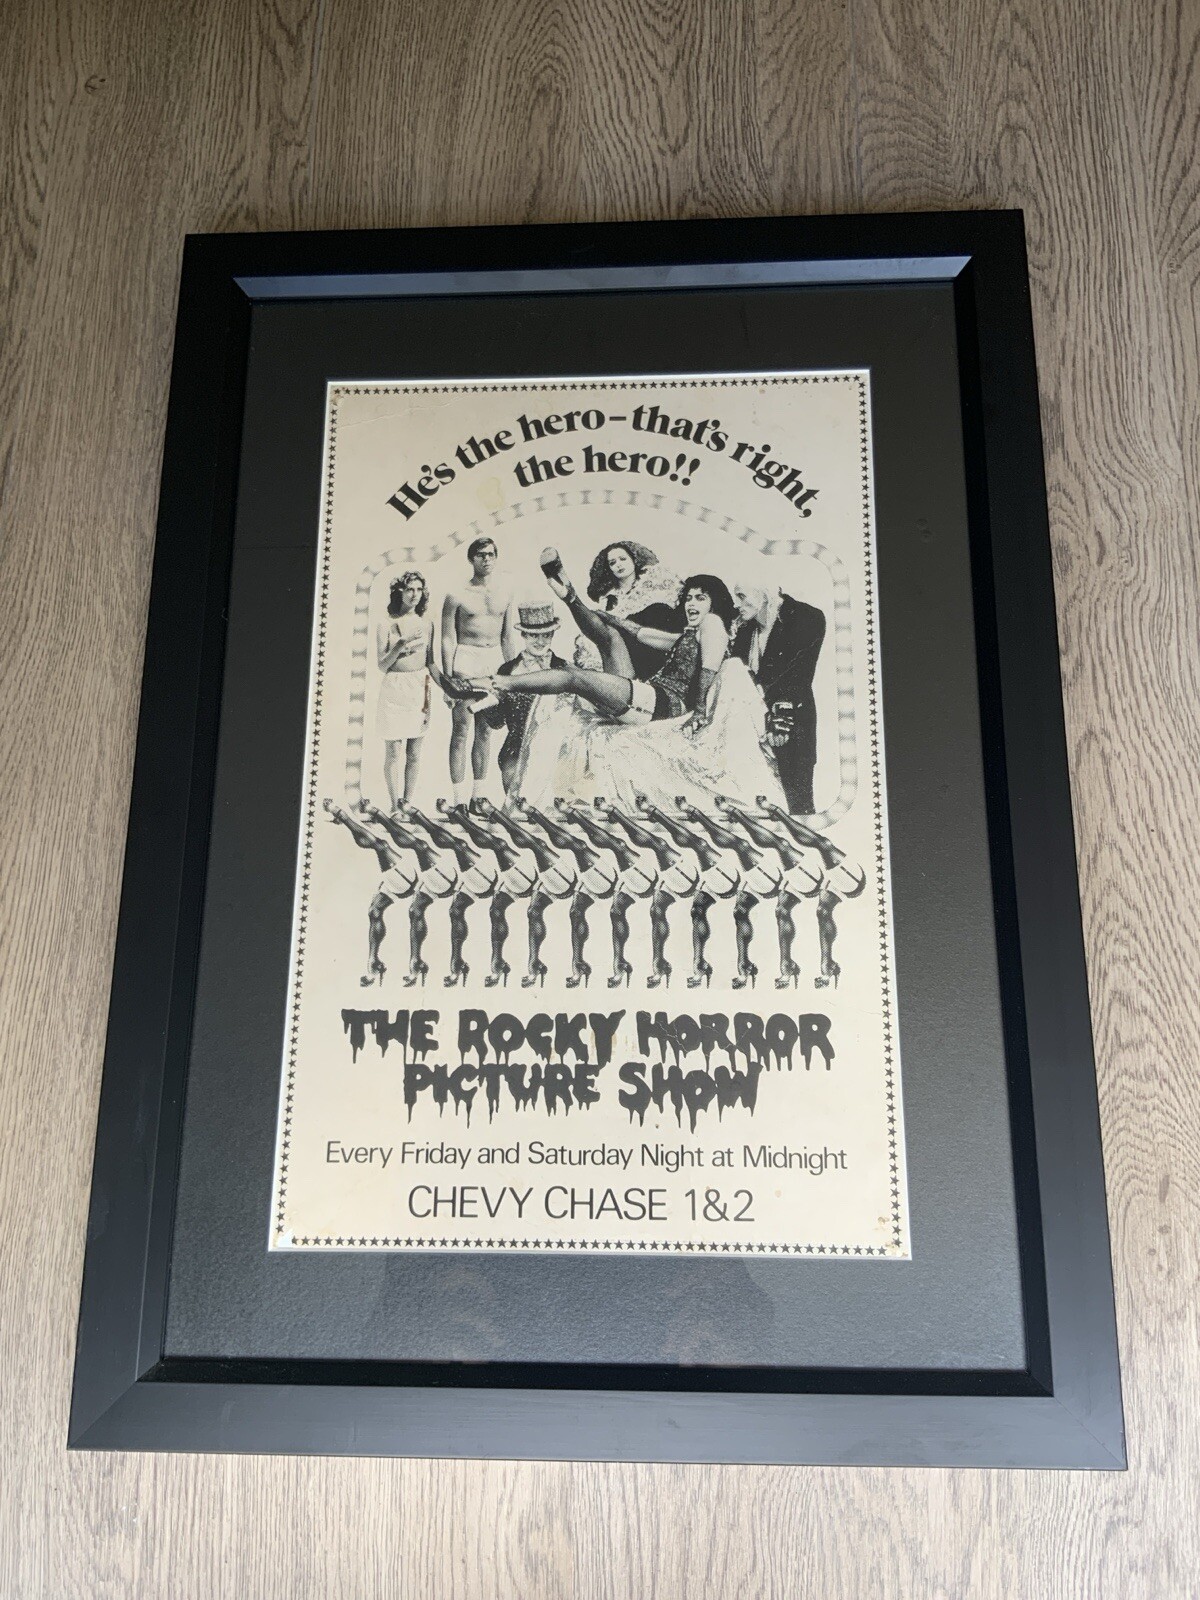 He's the hero–that's right,
the hero!!
THE ROCKY HORROR
PICTURE SHOW
Every Friday and Saturday Night at Midnight
CHEVY CHASE 1&2